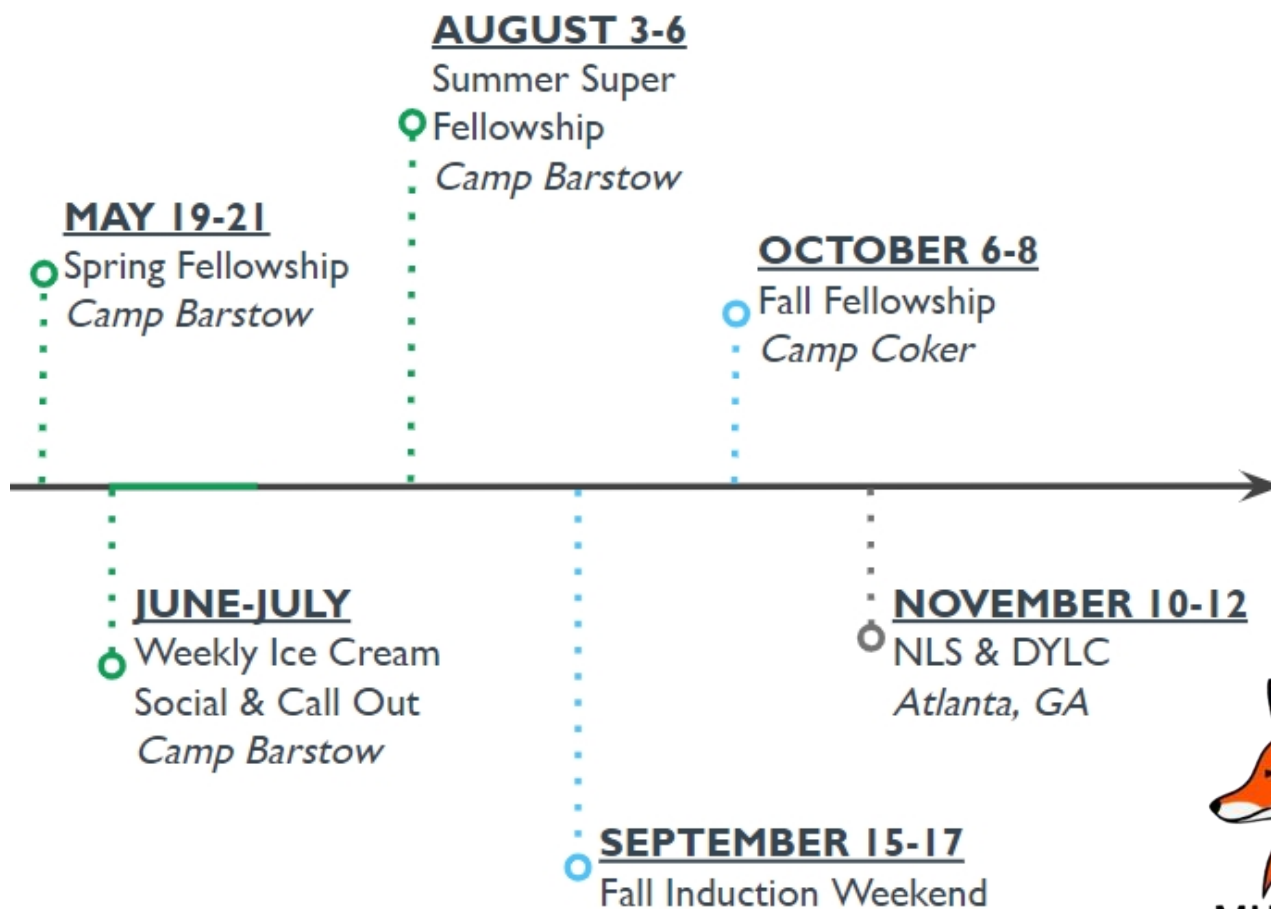 AUGUST 3-6
Summer Super
Fellowship
Camp Barstow
MAY 19-21
Spring Fellowship
Camp Barstow
OCTOBER 6-8
Fall Fellowship
Camp Coker
JUNE-JULY
Weekly Ice Cream
Social & Call Out
Camp Barstow
NOVEMBER 10-12
NLS & DYLC
Atlanta, GA
SEPTEMBER 15-17
Fall Induction Weekend